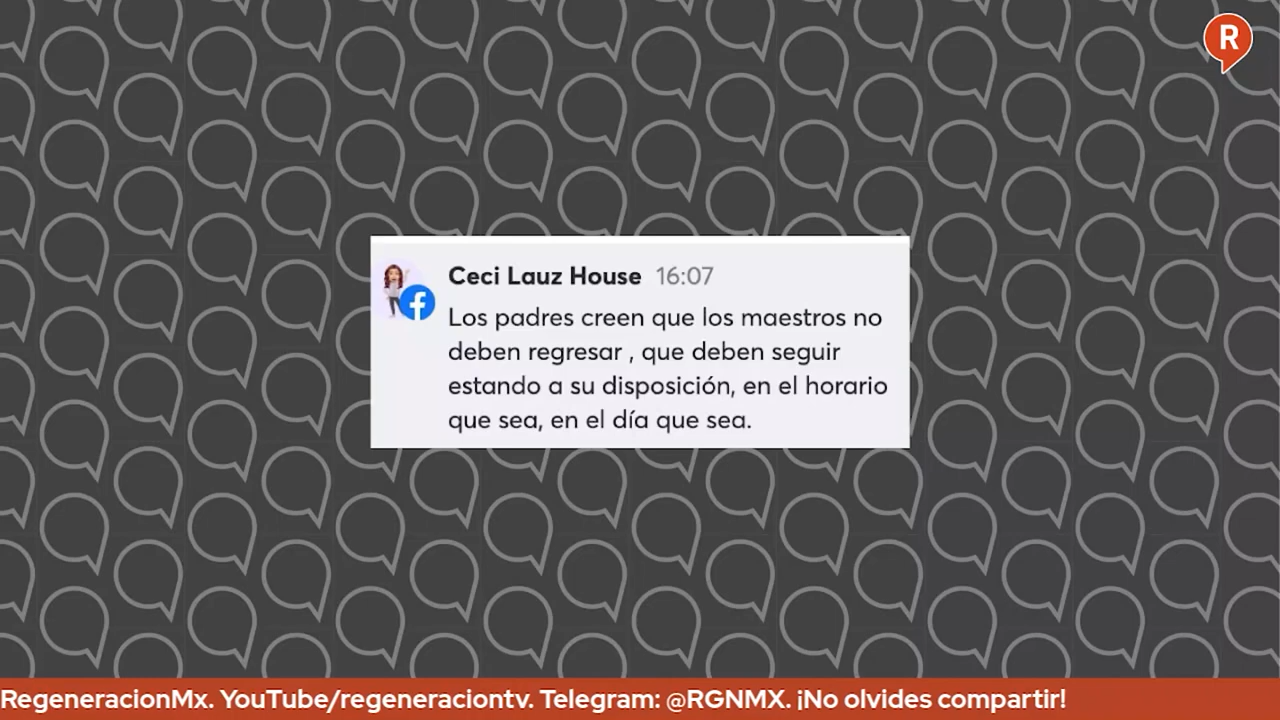 R
Ceci Lauz House 16:07
Los padres creen que los maestros no
deben regresar , que deben seguir
estando a su disposición, en el horario
que sea, en el día que sea.
RegeneracionMx. YouTube/regeneraciontv. Telegram: @RGNMX. ¡No olvides compartir!